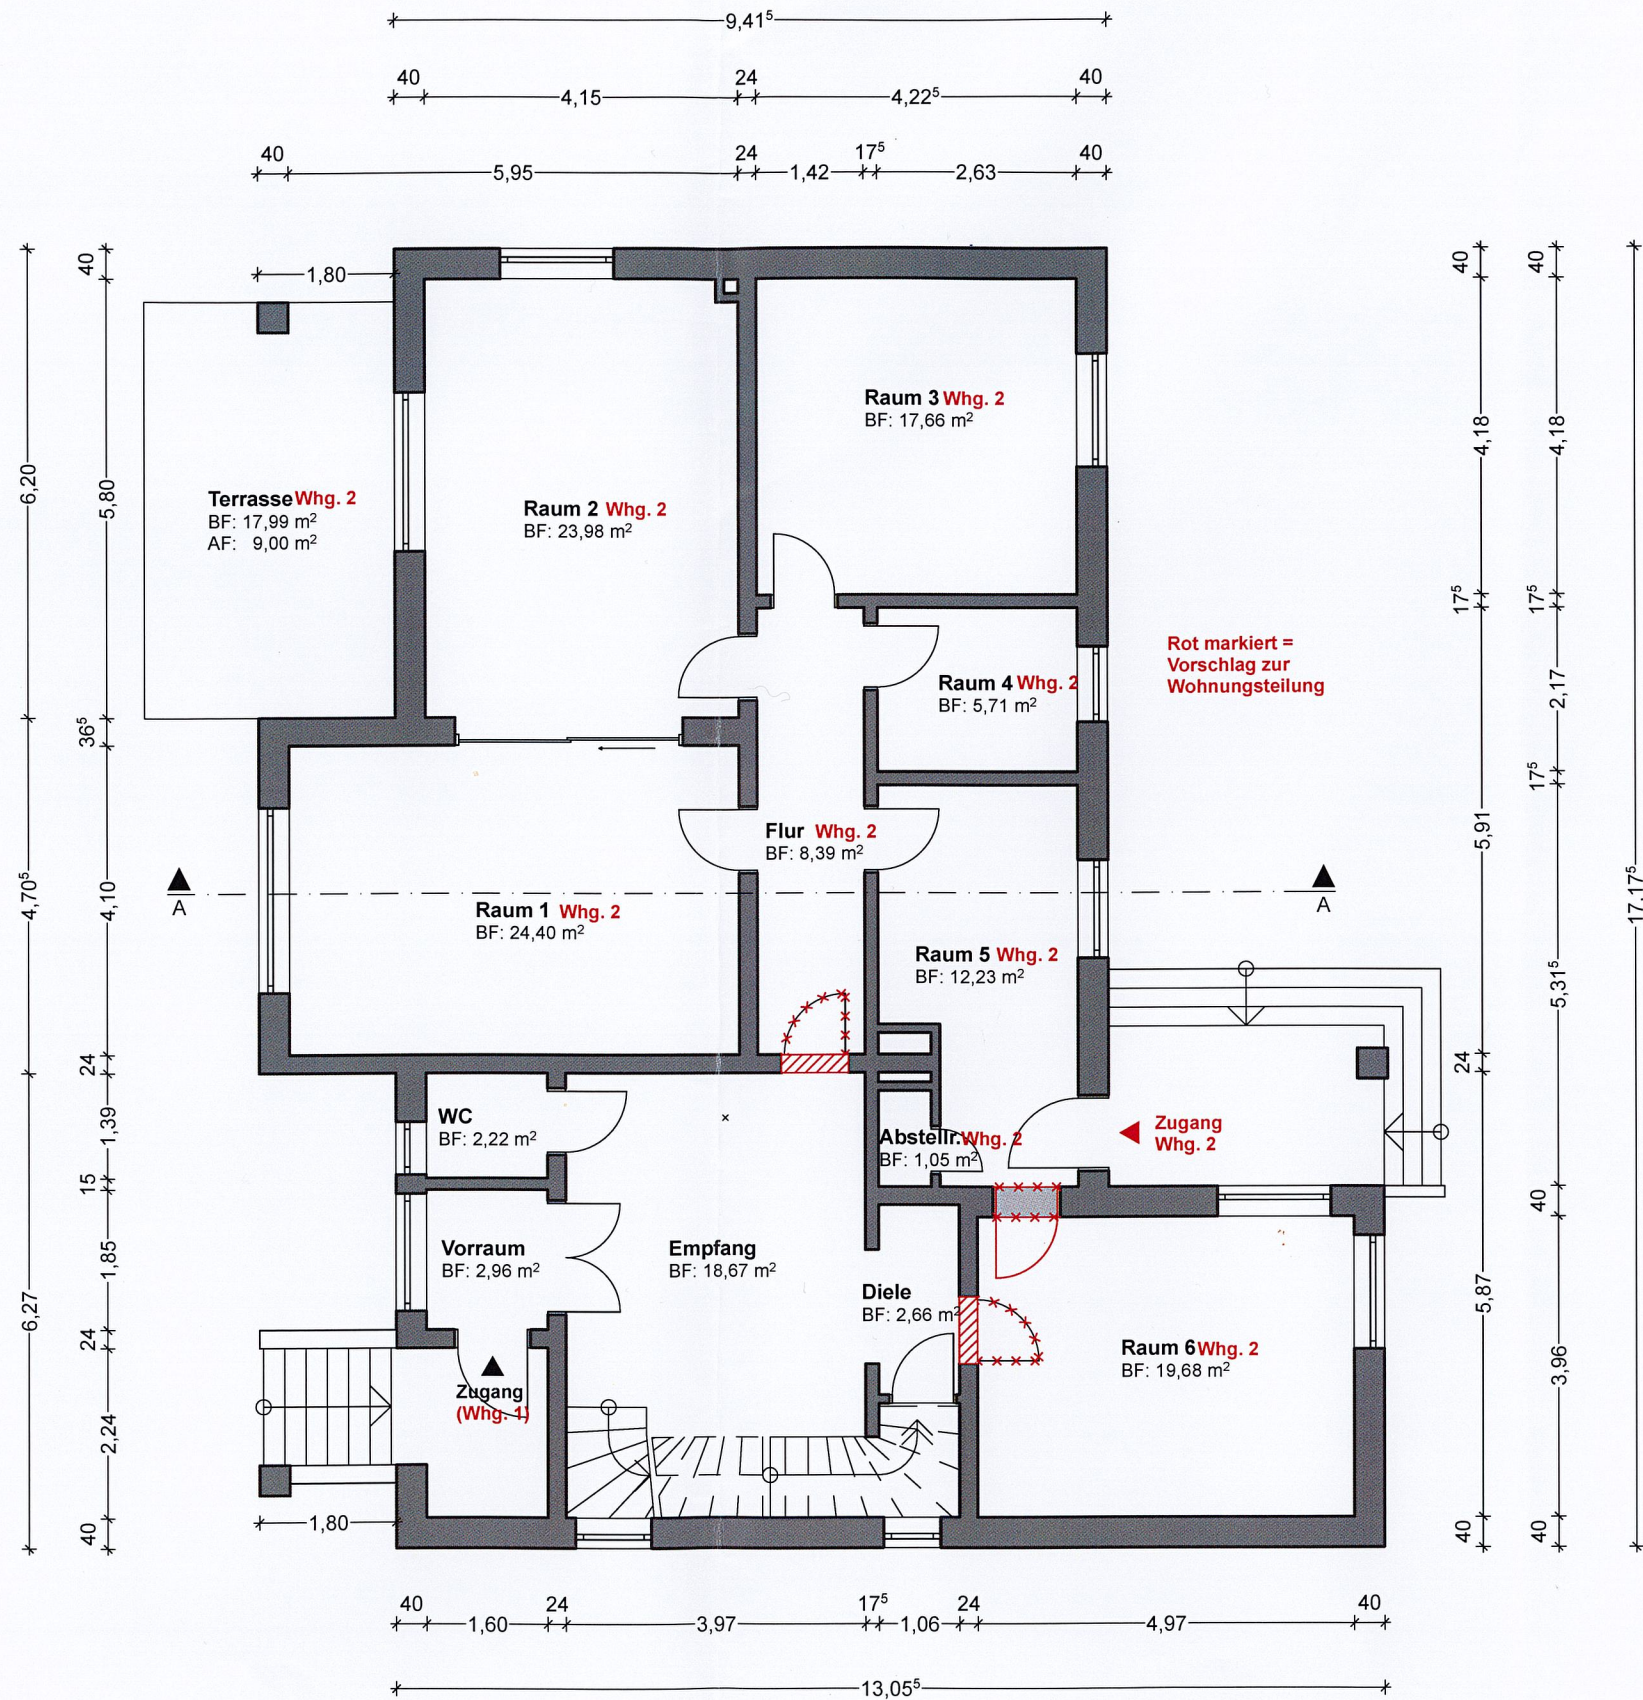 9,41⁵
40 24 40
4,15 4,22⁵
40 24 17⁵ 40
5,95 1,42 2,63
40
1,80
40
40
6,20
5,80
36⁵
4,70⁵
4,10
24
1,39
15
1,85
6,27
24
2,24
40
Terrasse Whg. 2
BF: 17,99 m²
AF: 9,00 m²
Raum 2 Whg. 2
BF: 23,98 m²
Raum 3 Whg. 2
BF: 17,66 m²
Raum 4 Whg. 2
BF: 5,71 m²
Rot markiert =
Vorschlag zur
Wohnungsteilung
Flur Whg. 2
BF: 8,39 m²
A
A
Raum 1 Whg. 2
BF: 24,40 m²
Raum 5 Whg. 2
BF: 12,23 m²
WC
BF: 2,22 m²
Abstellr. Whg. 2
BF: 1,05 m²
Zugang
Whg. 2
Vorraum
BF: 2,96 m²
Empfang
BF: 18,67 m²
Diele
BF: 2,66 m²
Raum 6 Whg. 2
BF: 19,68 m²
Zugang
(Whg. 1)
1,80
4,18
4,18
17⁵
17⁵
2,17
17⁵
5,91
17,17⁵
5,31⁵
24
40
5,87
3,96
40
40
40 24 17⁵ 24 40
1,60 3,97 1,06 4,97
13,05⁵